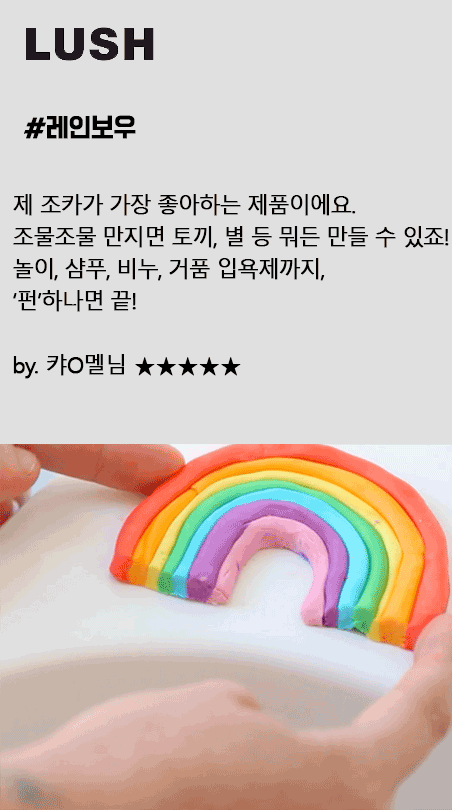 LUSH
#레인보우
제 조카가 가장 좋아하는 제품이에요.
조물조물 만지면 토끼, 별 등 뭐든 만들 수 있죠!
놀이, 샴푸, 비누, 거품 입욕제까지,
‘펀’하나면 끝!
by. 캬O멜님 ★★★★★